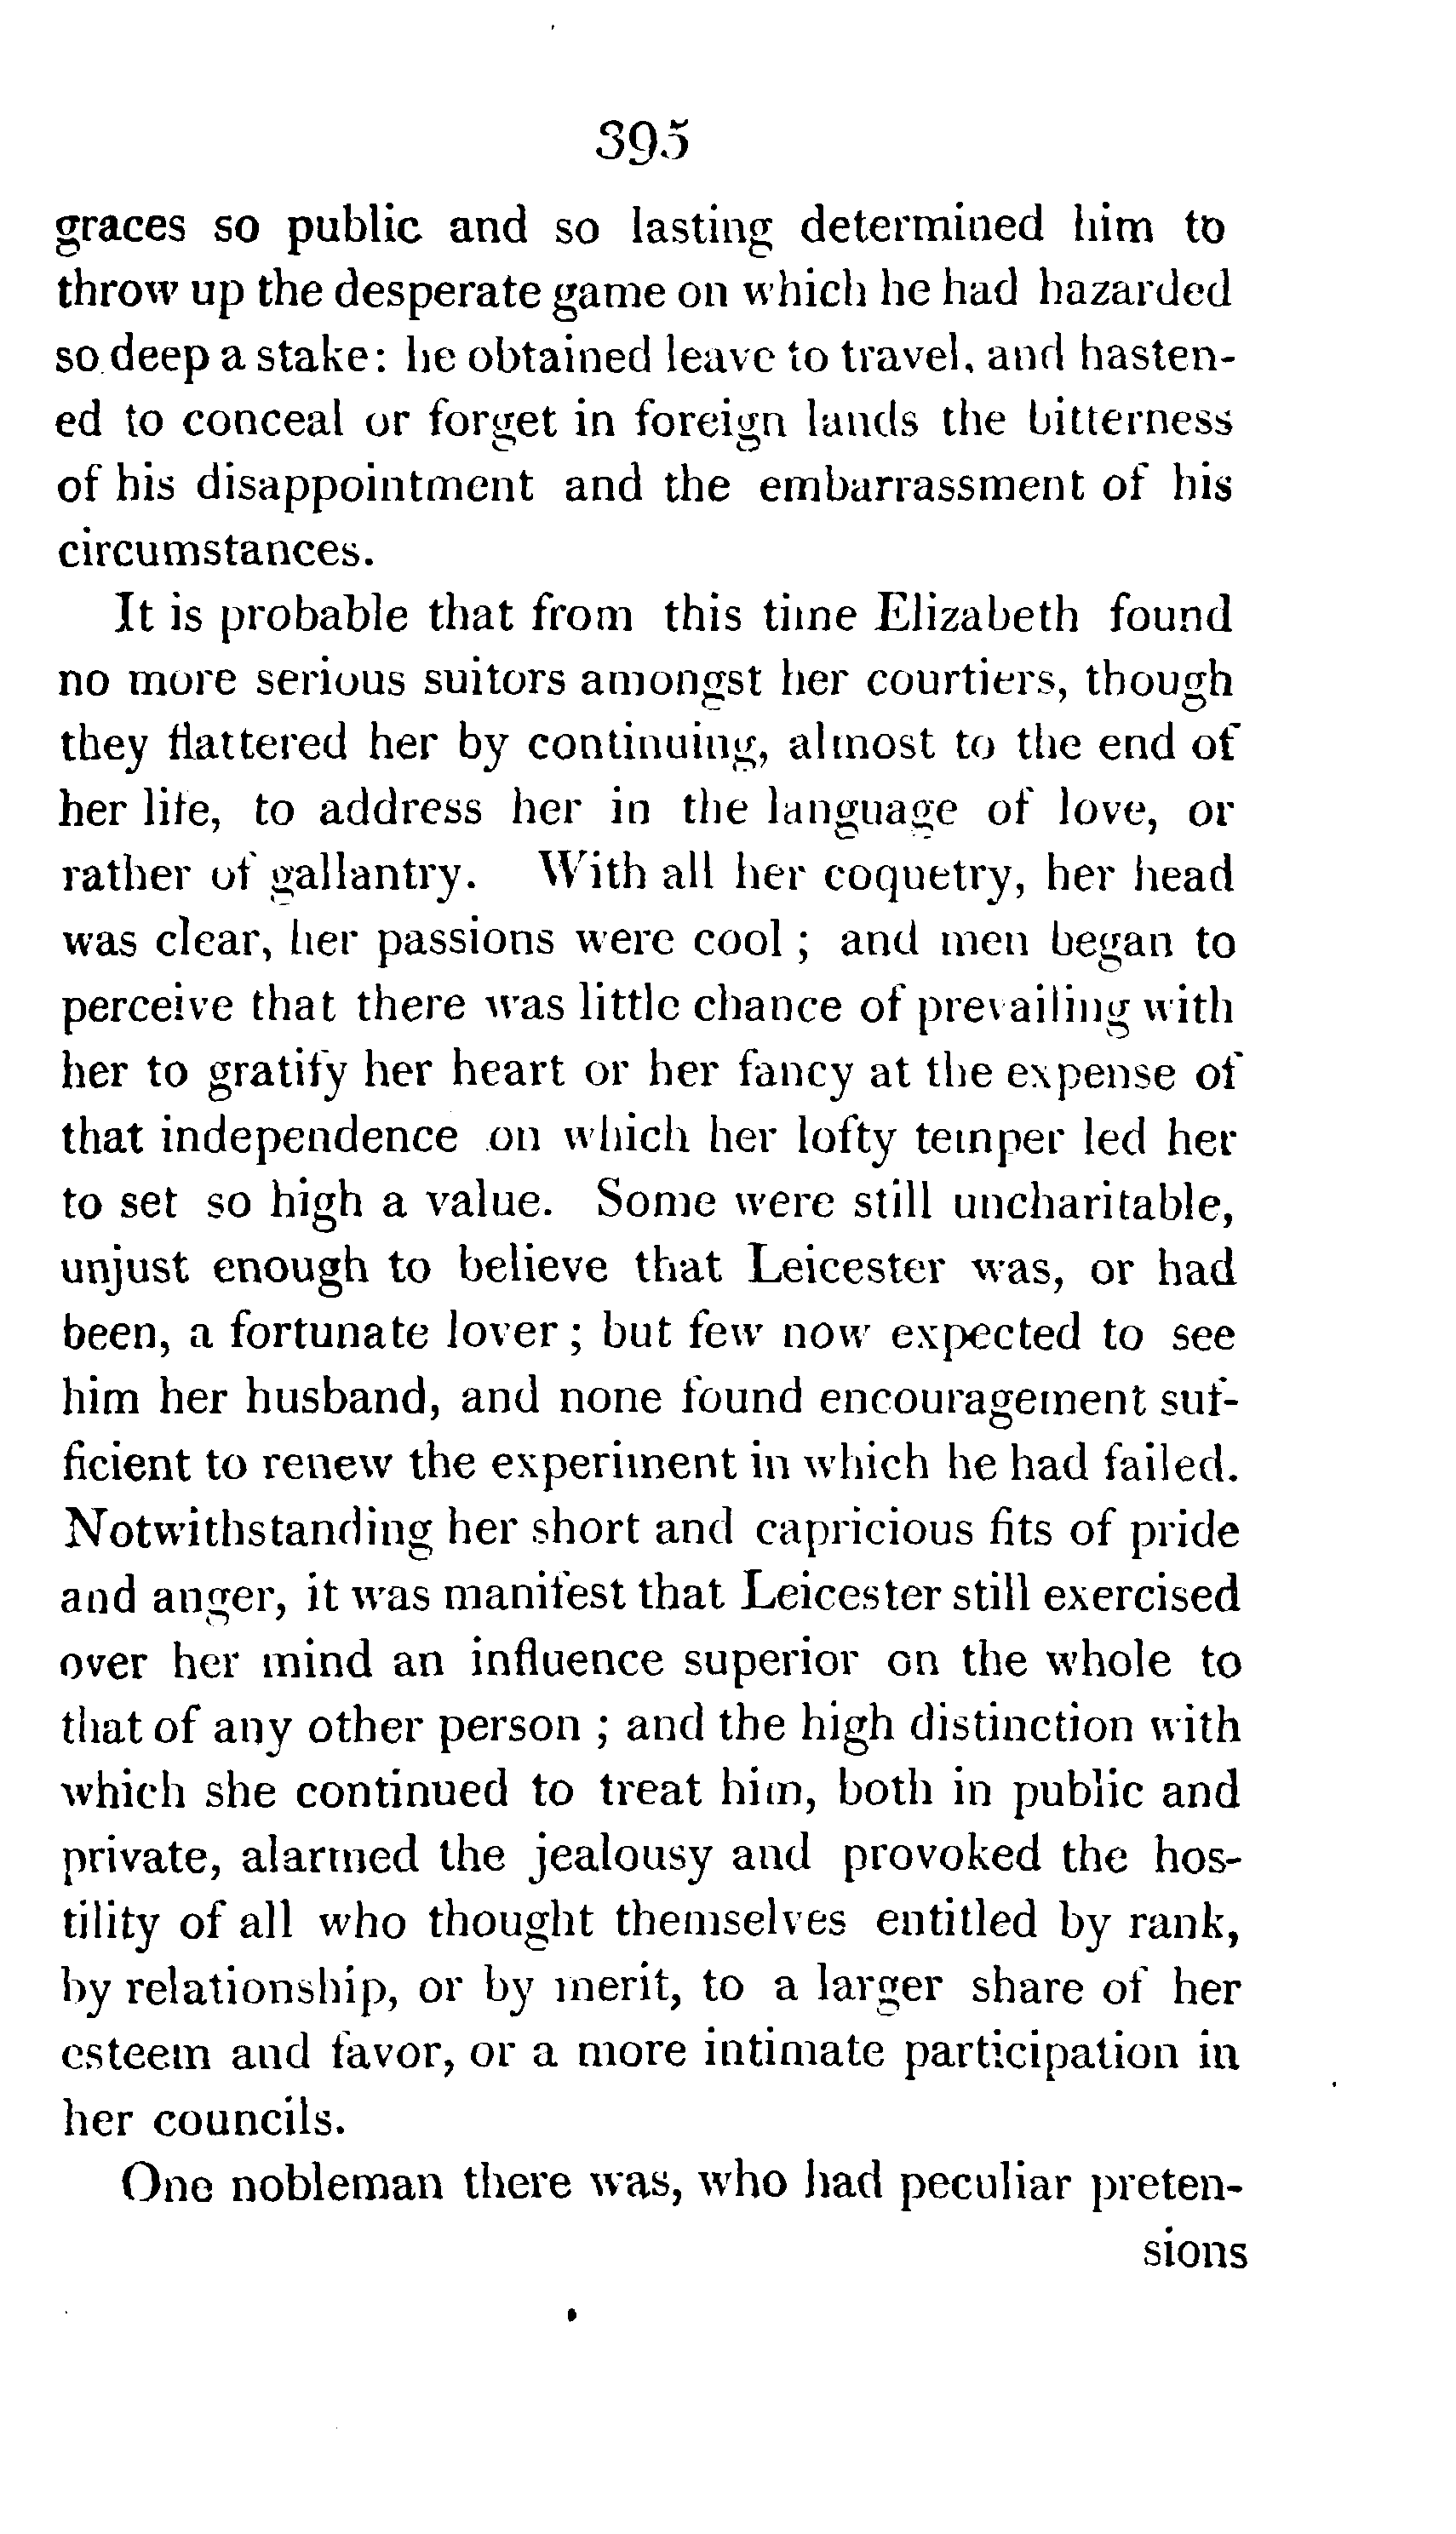 395
graces so public and so lasting determined him to
throw up the desperate game on which he had hazarded
so deep a stake: he obtained leave to travel, and hasten-
ed to conceal or forget in foreign lands the bitterness
of his disappointment and the embarrassment of his
circumstances.
It is probable that from this time Elizabeth found
no more serious suitors amongst her courtiers, though
they flattered her by continuing, almost to the end of
her life, to address her in the language of love, or
rather of gallantry. With all her coquetry, her head
was clear, her passions were cool ; and men began to
perceive that there was little chance of prevailing with
her to gratify her heart or her fancy at the expense of
that independence on which her lofty temper led her
to set so high a value. Some were still uncharitable,
unjust enough to believe that Leicester was, or had
been, a fortunate lover ; but few now expected to see
him her husband, and none found encouragement suf-
ficient to renew the experiment in which he had failed.
Notwithstanding her short and capricious fits of pride
and anger, it was manifest that Leicester still exercised
over her mind an influence superior on the whole to
that of any other person ; and the high distinction with
which she continued to treat him, both in public and
private, alarmed the jealousy and provoked the hos-
tility of all who thought themselves entitled by rank,
by relationship, or by merit, to a larger share of her
esteem and favor, or a more intimate participation in
her councils.
One nobleman there was, who had peculiar preten-
sions